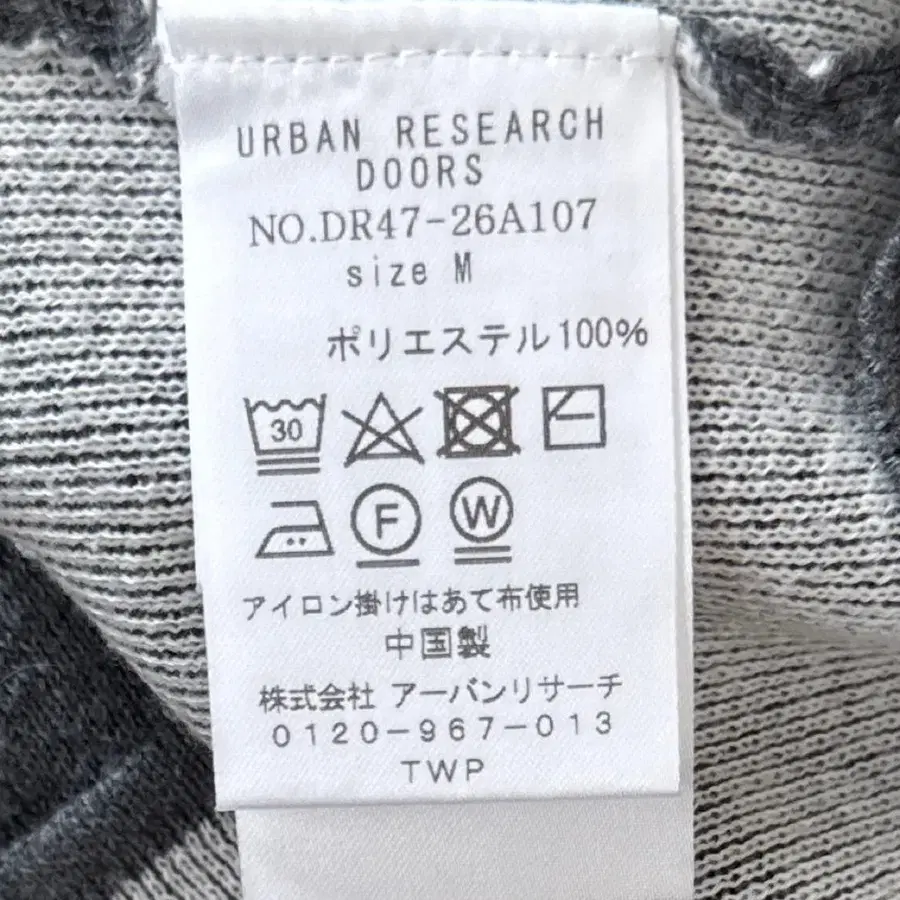 URBAN RESEARCH
DOORS
NO.DR47-26A107
size M
ポリエステル100%
30
F W
アイロン掛けはあて布使用
中国製
株式会社 アーバンリサーチ
0120-967-013
TWP